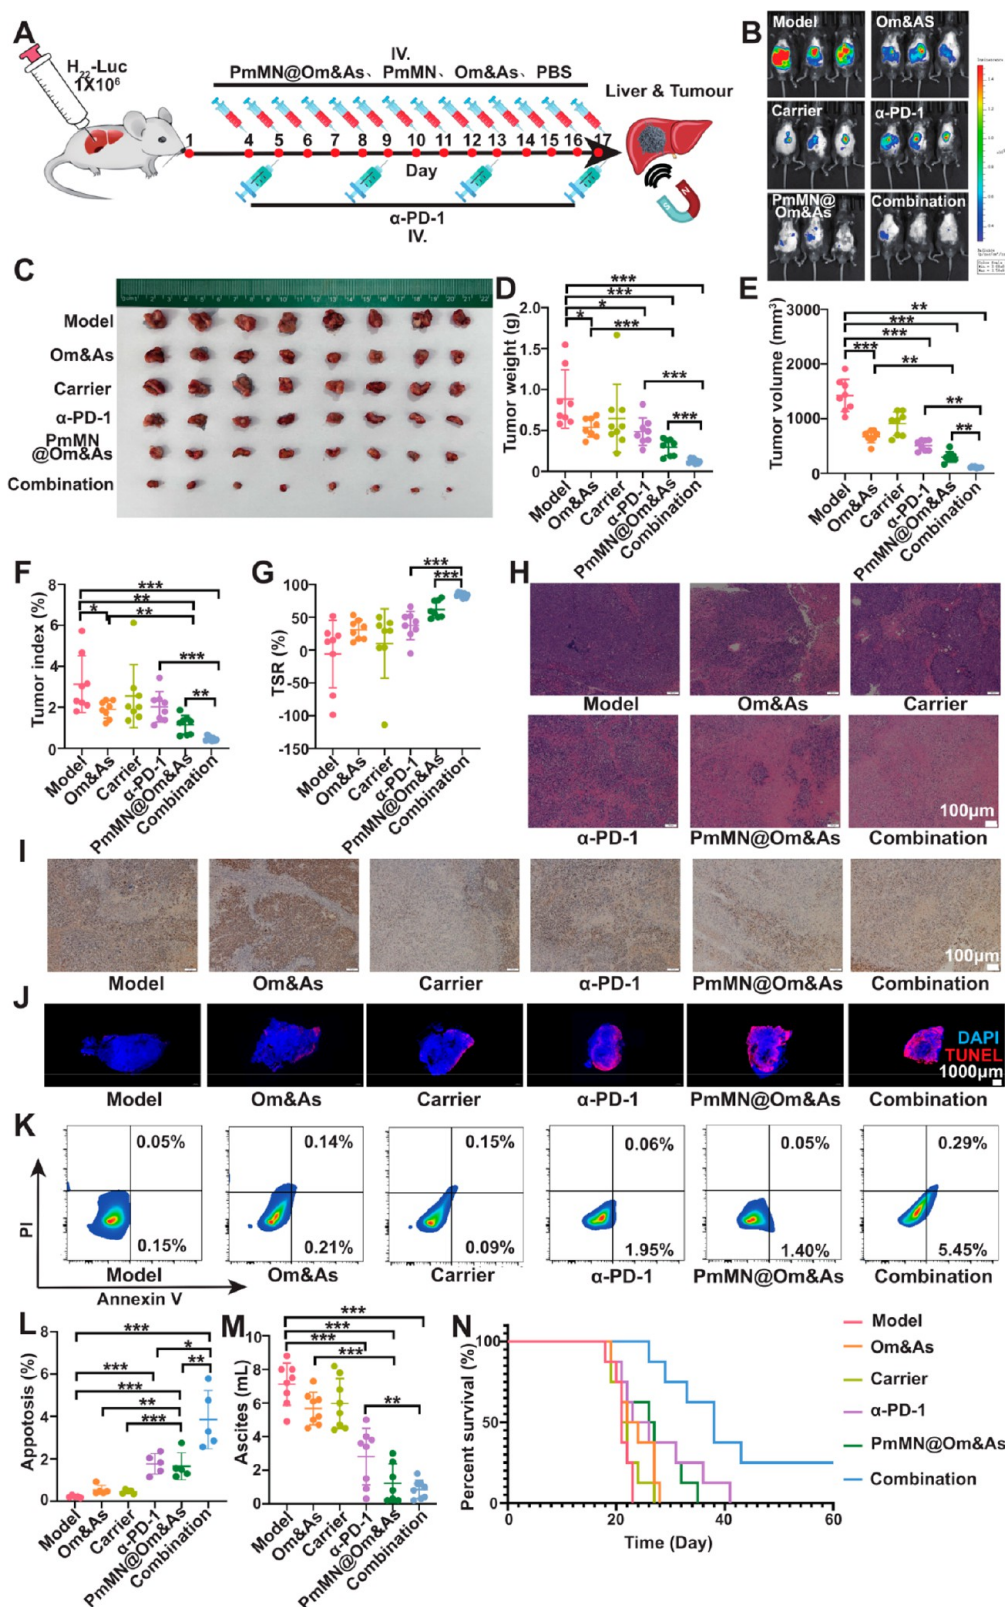 A
H22-Luc
1X10⁶
IV.
PmMN@Om&As、PmMN、Om&As、PBS
1 4 5 6 7 8 9 10 11 12 13 14 15 16 17
Day
α-PD-1
IV.
Liver & Tumour
B
Model Om&AS
Carrier α-PD-1
PmMN@
Om&As Combination
C
Model
Om&As
Carrier
α-PD-1
PmMN
@Om&As
Combination
D
Tumor weight (g)
2.0
1.5
1.0
0.5
0.0
*** *** * * *** *** ***
Model Om&As Carrier α-PD-1 PmMN@Om&As Combination
E
Tumor volume (mm³)
3000
2000
1000
0
** *** *** *** ** ** **
Model Om&As Carrier α-PD-1 PmMN@Om&As Combination
F
Tumor index (%)
8
6
4
2
0
*** ** * ** *** **
Model Om&As Carrier α-PD-1 PmMN@Om&As Combination
G
TSR (%)
100
50
0
-50
-100
-150
*** ***
Model Om&As Carrier α-PD-1 PmMN@Om&As Combination
H
Model Om&As Carrier
100μm
α-PD-1 PmMN@Om&As Combination
I
100μm
Model Om&As Carrier α-PD-1 PmMN@Om&As Combination
J
DAPI
TUNEL
1000μm
Model Om&As Carrier α-PD-1 PmMN@Om&As Combination
K
PI
0.05% 0.14% 0.15% 0.06% 0.05% 0.29%
0.15% 0.21% 0.09% 1.95% 1.40% 5.45%
Model Om&As Carrier α-PD-1 PmMN@Om&As Combination
Annexin V
L
Appotosis (%)
8
6
4
2
0
*** * *** ** *** ** ***
Model Om&As Carrier α-PD-1 PmMN@Om&As Combination
M
Ascites (mL)
10
8
6
4
2
0
*** *** *** *** **
Model Om&As Carrier α-PD-1 PmMN@Om&As Combination
N
Percent survival (%)
100
50
0
0 20 40 60
Time (Day)
Model
Om&As
Carrier
α-PD-1
PmMN@Om&As
Combination